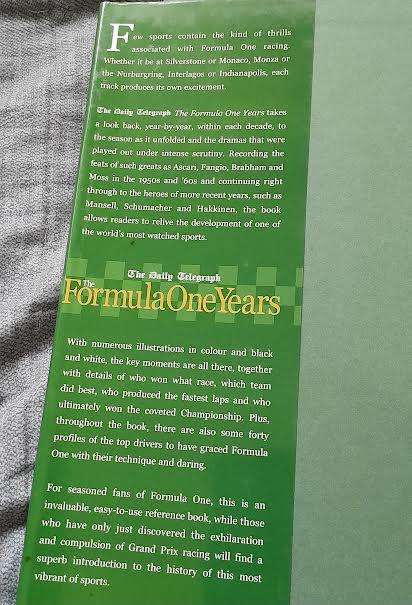 Few sports contain the kind of thrills
associated with Formula One racing.
Whether it be at Silverstone or Monaco, Monza or
the Nurburgring, Interlagos or Indianapolis, each
track produces its own excitement.
The Daily Telegraph The Formula One Years takes
a look back, year-by-year, within each decade, to
the season as it unfolded and the dramas that were
played out under intense scrutiny. Recording the
feats of such greats as Ascari, Fangio, Brabham and
Moss in the 1950s and '60s and continuing right
through to the heroes of more recent years, such as
Mansell, Schumacher and Hakkinen, the book
allows readers to relive the development of one of
the world's most watched sports.
The Daily Telegraph
The
FormulaOneYears
With numerous illustrations in colour and black
and white, the key moments are all there, together
with details of who won what race, which team
did best, who produced the fastest laps and who
ultimately won the coveted Championship. Plus,
throughout the book, there are also some forty
profiles of the top drivers to have graced Formula
One with their technique and daring.
For seasoned fans of Formula One, this is an
invaluable, easy-to-use reference book, while those
who have only just discovered the exhilaration
and compulsion of Grand Prix racing will find a
superb introduction to the history of this most
vibrant of sports.